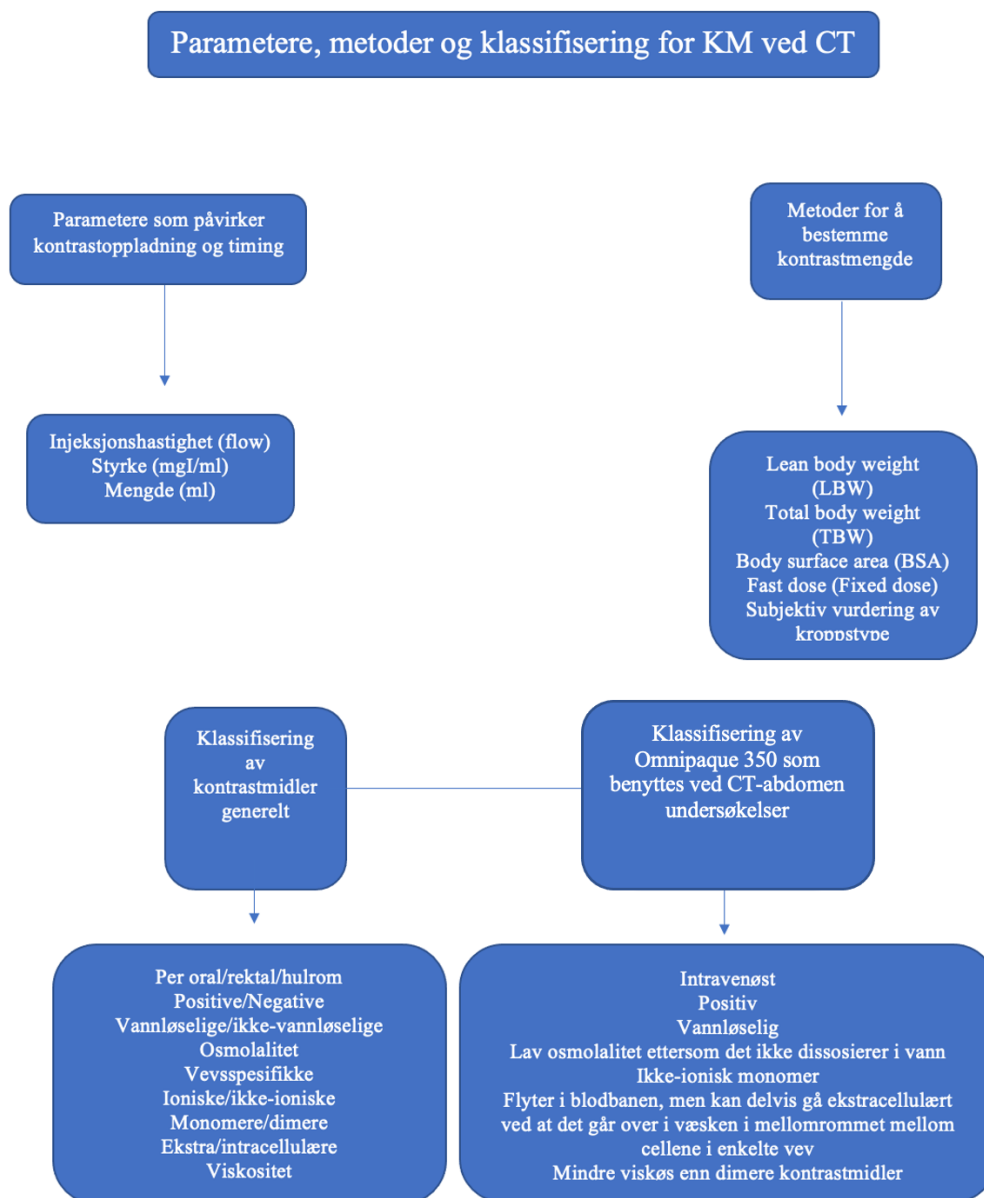 Parametere, metoder og klassifisering for KM ved CT
Parametere som påvirker
kontrastoppladning og timing
Metoder for å
bestemme
kontrastmengde
Injeksjonshastighet (flow)
Styrke (mgI/ml)
Mengde (ml)
Lean body weight
(LBW)
Total body weight
(TBW)
Body surface area (BSA)
Fast dose (Fixed dose)
Subjektiv vurdering av
kroppstype
Klassifisering
av
kontrastmidler
generelt
Klassifisering av
Omnipaque 350 som
benyttes ved CT-abdomen
undersøkelser
Per oral/rektal/hulrom
Positive/Negative
Vannløselige/ikke-vannløselige
Osmolalitet
Vevsspesifikke
Ioniske/ikke-ioniske
Monomere/dimere
Ekstra/intracellulære
Viskositet
Intravenøst
Positiv
Vannløselig
Lav osmolalitet ettersom det ikke dissosierer i vann
Ikke-ionisk monomer
Flyter i blodbanen, men kan delvis gå ekstracellulært
ved at det går over i væsken i mellomrommet mellom
cellene i enkelte vev
Mindre viskøs enn dimere kontrastmidler